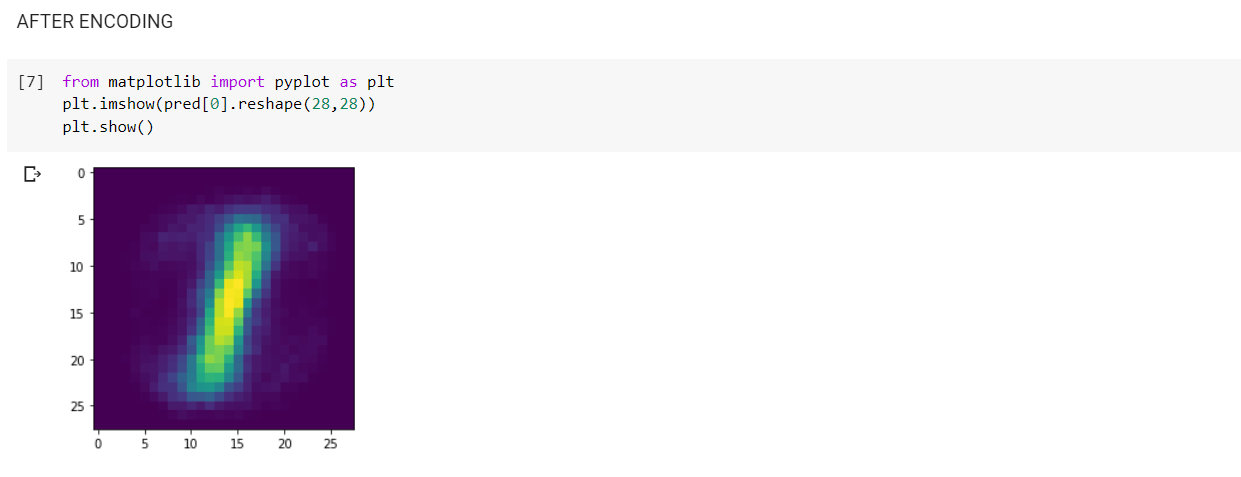 AFTER ENCODING
[7] from matplotlib import pyplot as plt
plt.imshow(pred[0].reshape(28,28))
plt.show()
0
5
10
15
20
25
0 5 10 15 20 25